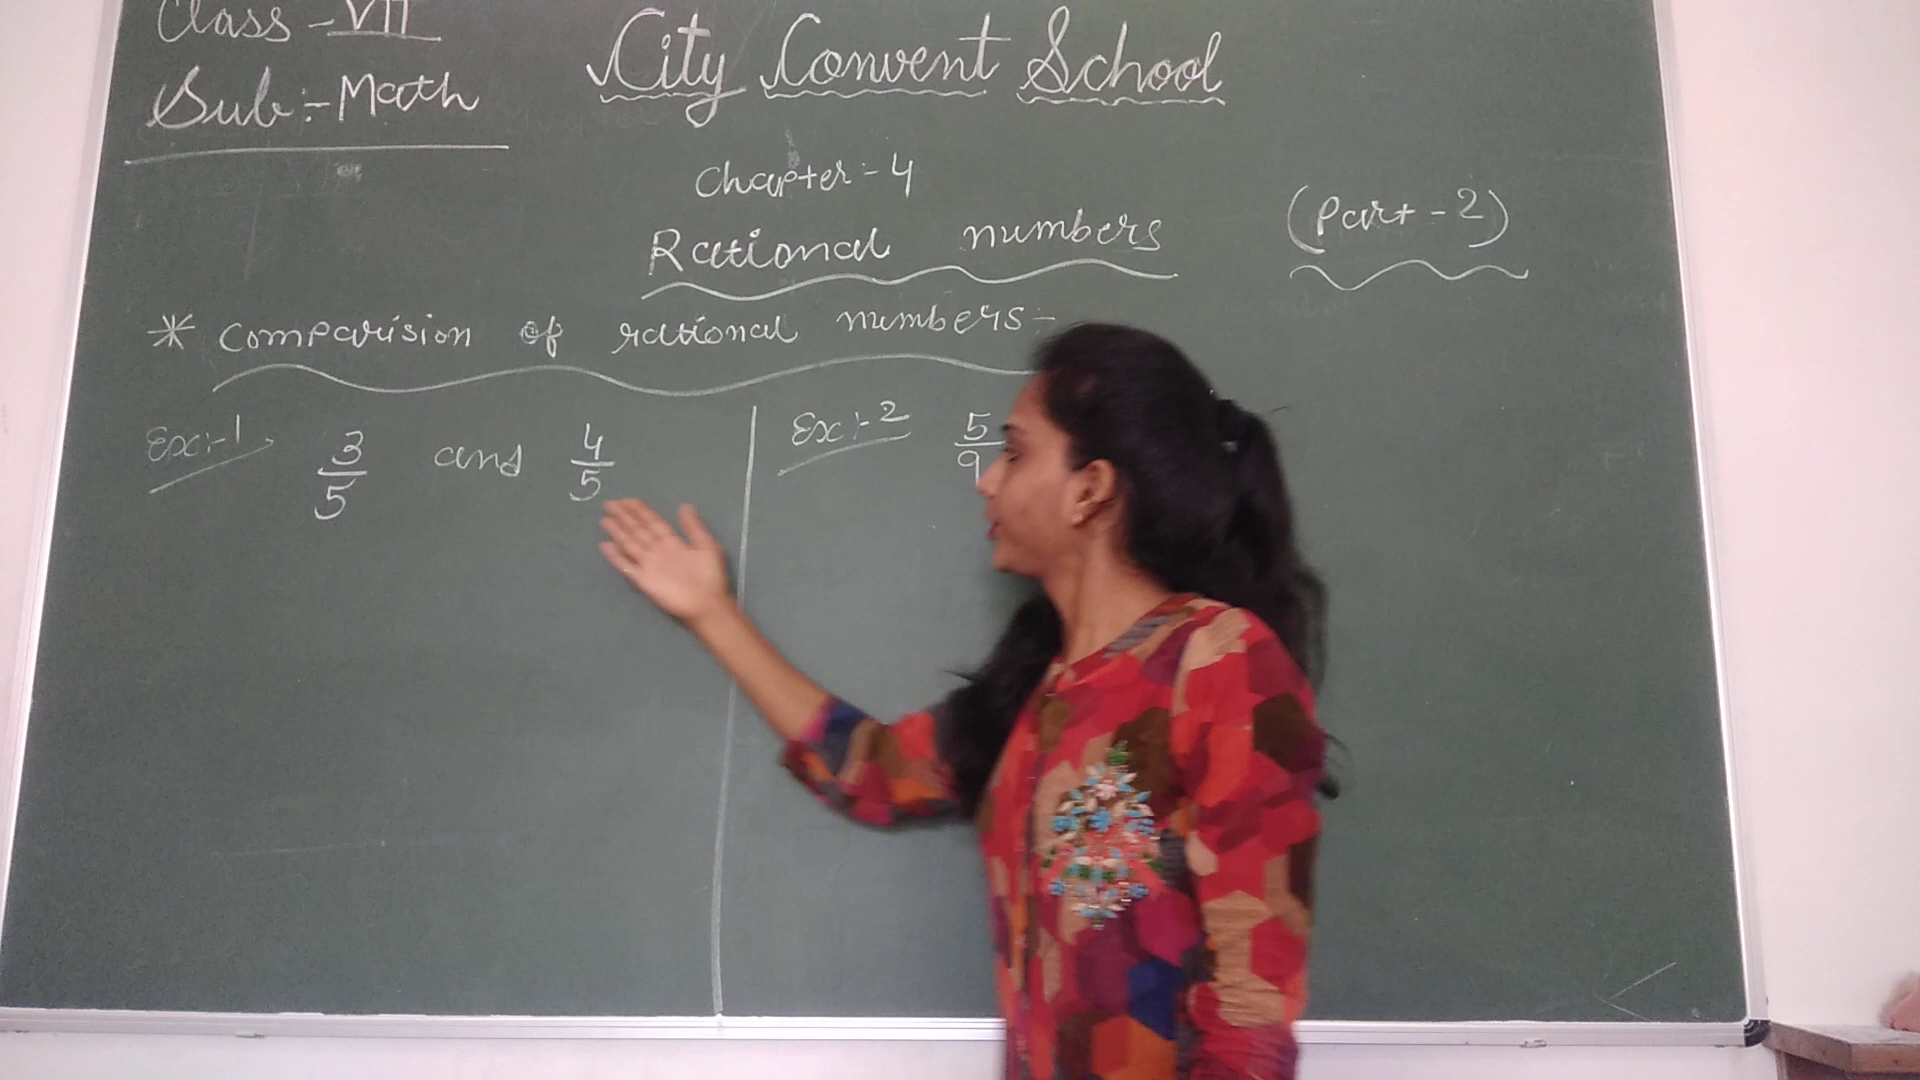 Class - VII
Sub:- Math
City Convent School
Chapter:- 4
Rational numbers
(Part - 2)
* Comparision of rational numbers:-
Ex:-1 3/5 and 4/5
Ex:-2 5/9